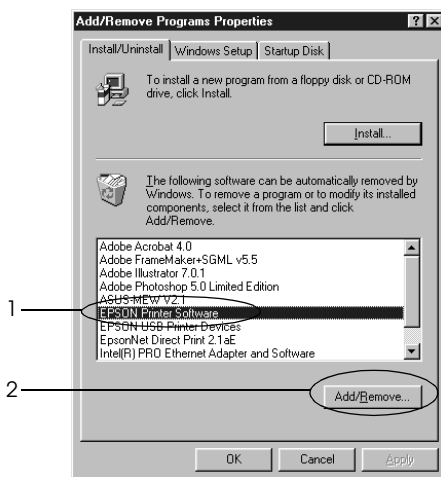 Add/Remove Programs Properties
Install/Uninstall Windows Setup Startup Disk
To install a new program from a floppy disk or CD-ROM
drive, click Install.
Install...
The following software can be automatically removed by
Windows. To remove a program or to modify its installed
components, select it from the list and click
Add/Remove.
Adobe Acrobat 4.0
Adobe FrameMaker+SGML v5.5
Adobe Illustrator 7.0.1
Adobe Photoshop 5.0 Limited Edition
ASUS-MEW V2.1
1
EPSON Printer Software
EPSON USB Printer Devices
EpsonNet Direct Print 2.1aE
Intel(R) PRO Ethernet Adapter and Software
2
Add/Remove...
OK Cancel Apply